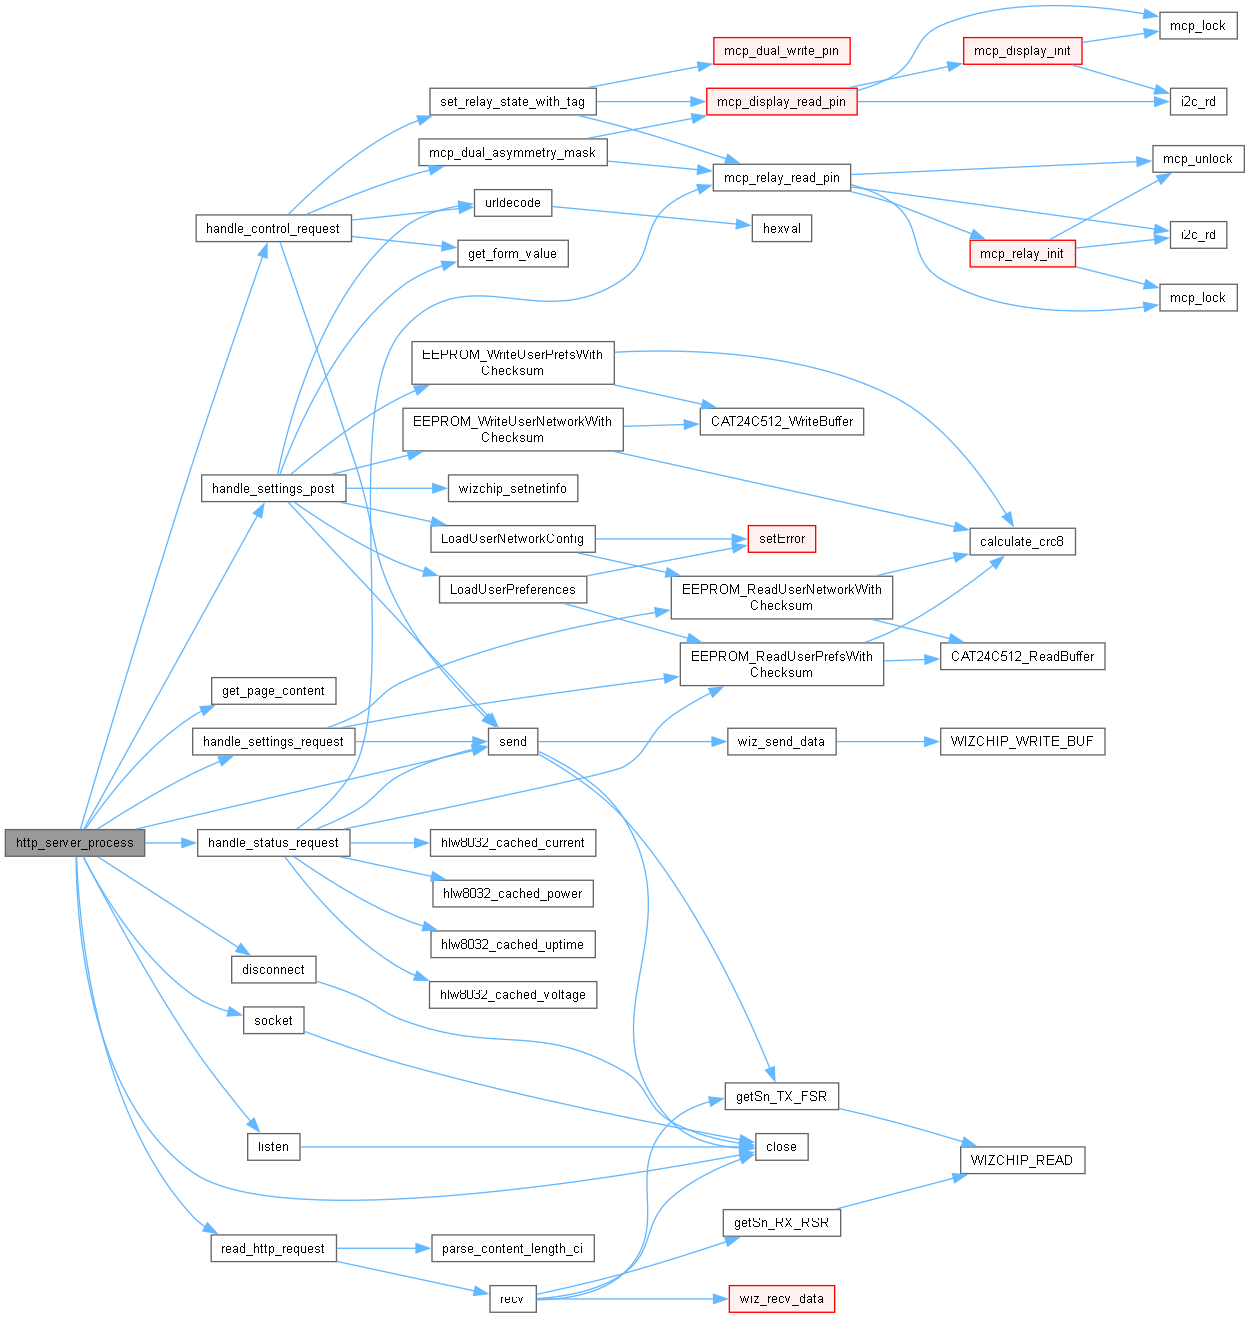 mcp_lock
mcp_dual_write_pin
mcp_display_init
set_relay_state_with_tag
mcp_display_read_pin
i2c_rd
mcp_dual_asymmetry_mask
mcp_unlock
mcp_relay_read_pin
urldecode
handle_control_request
hexval
i2c_rd
get_form_value
mcp_relay_init
mcp_lock
EEPROM_WriteUserPrefsWith
Checksum
EEPROM_WriteUserNetworkWith
Checksum
CAT24C512_WriteBuffer
handle_settings_post
wizchip_setnetinfo
LoadUserNetworkConfig
setError
calculate_crc8
LoadUserPreferences
EEPROM_ReadUserNetworkWith
Checksum
EEPROM_ReadUserPrefsWith
Checksum
CAT24C512_ReadBuffer
get_page_content
handle_settings_request
send
wiz_send_data
WIZCHIP_WRITE_BUF
http_server_process
handle_status_request
hlw8032_cached_current
hlw8032_cached_power
hlw8032_cached_uptime
disconnect
hlw8032_cached_voltage
socket
getSn_TX_FSR
listen
close
WIZCHIP_READ
getSn_RX_RSR
read_http_request
parse_content_length_ci
recv
wiz_recv_data